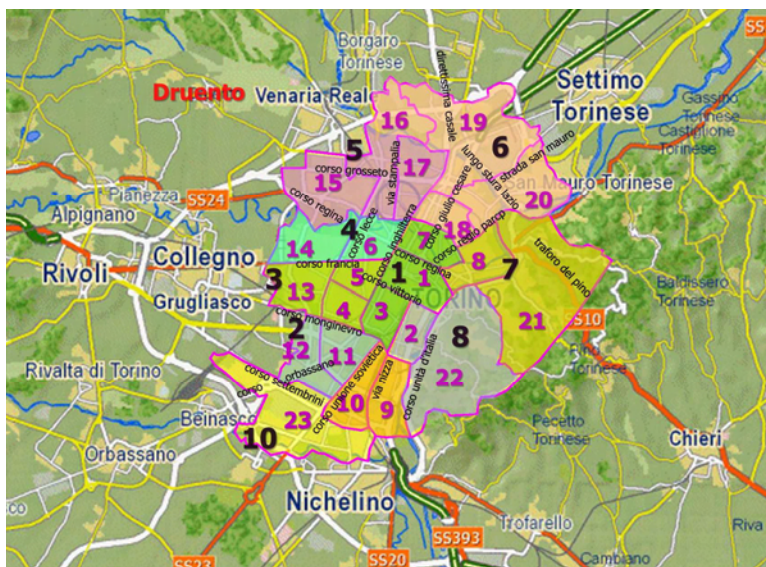 SS
Borgaro
Torinese
Druento
Venaria Real
direttissima casale
Settimo
Torinese
Gassino
Torinese
Castiglione
Torinese
16
19
5
6
lungo stura lazio
strada san mauro
corso grosseto
via stampalia
17
15
corso giulio cesare
San Mauro Torinese
Pianezza
SS24
corso regina
20
Alpignano
corso lecce
4
corso inghilterra
7
18
corso regio parco
14
6
corso regina
8
7
traforo del pino
Collegno
corso francia
Rivoli
3
13
5
corso vittorio
1
1
TORINO
Baldissero
Torinese
Grugliasco
4
3
corso monginevro
2
2
8
21
SS10
12
11
corso unione sovietica
corso unità d'italia
Pino
Torinese
Rivalta di Torino
orbassano
22
corso settembrini
corso
via nizza
Beinasco
23
10
9
10
Pecetto
Torinese
Chieri
Orbassano
Nichelino
Trofarello
SS393
Riva
SS23
SS20
Cambiano